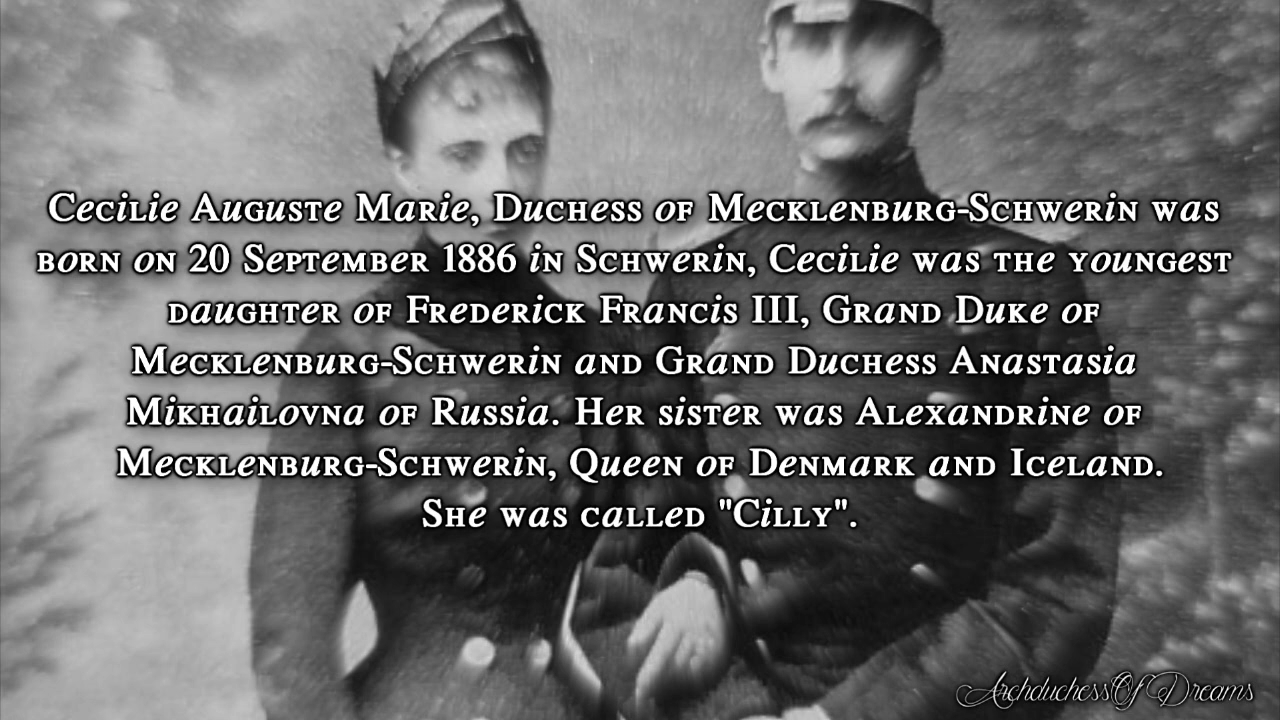 Cecilie Auguste Marie, Duchess of Mecklenburg-Schwerin was
born on 20 September 1886 in Schwerin, Cecilie was the youngest
daughter of Frederick Francis III, Grand Duke of
Mecklenburg-Schwerin and Grand Duchess Anastasia
Mikhailovna of Russia. Her sister was Alexandrine of
Mecklenburg-Schwerin, Queen of Denmark and Iceland.
She was called "Cilly".
ArchduchessOfDreams